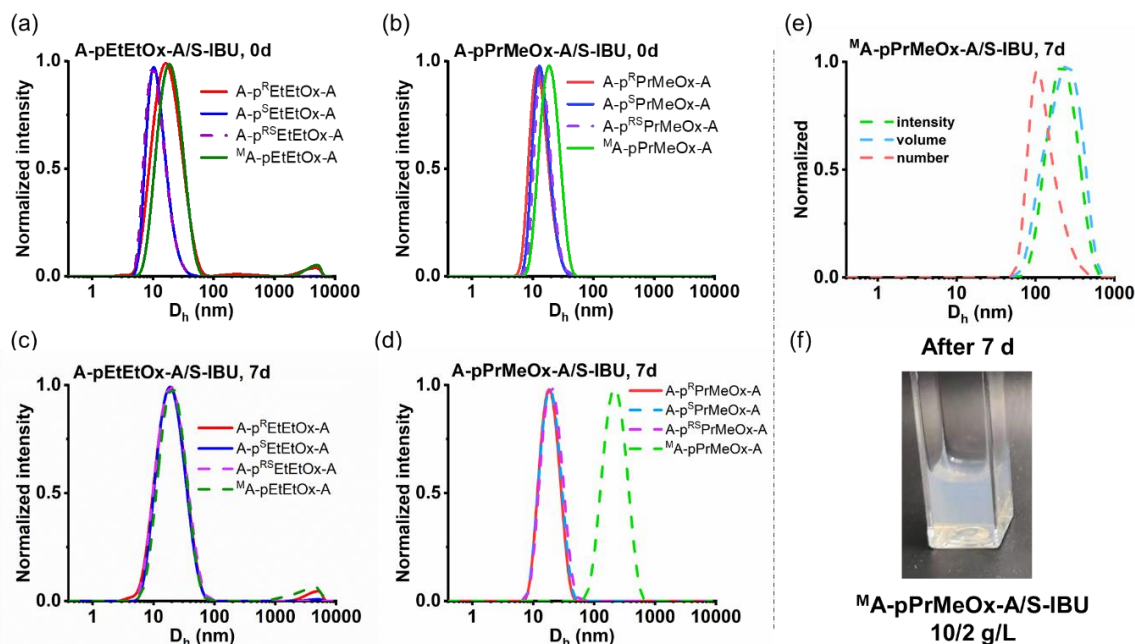 (a)
A-pEtEtOx-A/S-IBU, 0d
Normalized intensity
1.0
0.5
0.0
A-pᴿEtEtOx-A
A-pˢEtEtOx-A
A-pᴿˢEtEtOx-A
ᴹA-pEtEtOx-A
1 10 100 1000 10000
Dₕ (nm)
(b)
A-pPrMeOx-A/S-IBU, 0d
Normalized intensity
1.0
0.5
0.0
A-pᴿPrMeOx-A
A-pˢPrMeOx-A
A-pᴿˢPrMeOx-A
ᴹA-pPrMeOx-A
1 10 100 1000 10000
Dₕ (nm)
(c)
A-pEtEtOx-A/S-IBU, 7d
Normalized intensity
1.0
0.5
0.0
A-pᴿEtEtOx-A
A-pˢEtEtOx-A
A-pᴿˢEtEtOx-A
ᴹA-pEtEtOx-A
1 10 100 1000 10000
Dₕ (nm)
(d)
A-pPrMeOx-A/S-IBU, 7d
Normalized intensity
1.0
0.5
0.0
A-pᴿPrMeOx-A
A-pˢPrMeOx-A
A-pᴿˢPrMeOx-A
ᴹA-pPrMeOx-A
1 10 100 1000 10000
Dₕ (nm)
(e)
ᴹA-pPrMeOx-A/S-IBU, 7d
Normalized
1.0
0.5
0.0
intensity
volume
number
1 10 100 1000
Dₕ (nm)
(f)
After 7 d
ᴹA-pPrMeOx-A/S-IBU
10/2 g/L